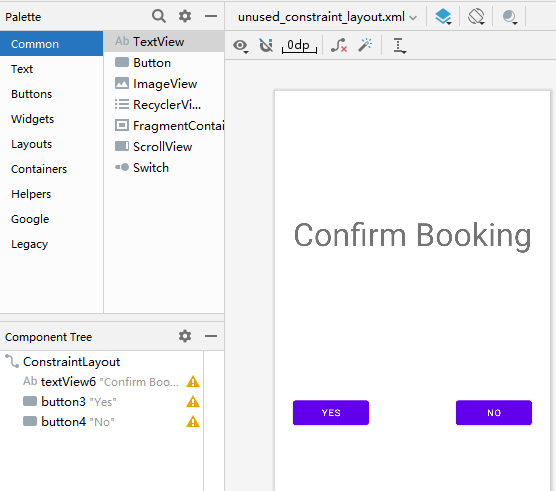 Palette
Common
Text
Buttons
Widgets
Layouts
Containers
Helpers
Google
Legacy
Ab TextView
Button
ImageView
RecyclerVi...
FragmentContai
ScrollView
Switch
Component Tree
ConstraintLayout
Ab textView6 "Confirm Boo...
button3 "Yes"
button4 "No"
unused_constraint_layout.xml
0dp
Confirm Booking
YES
NO